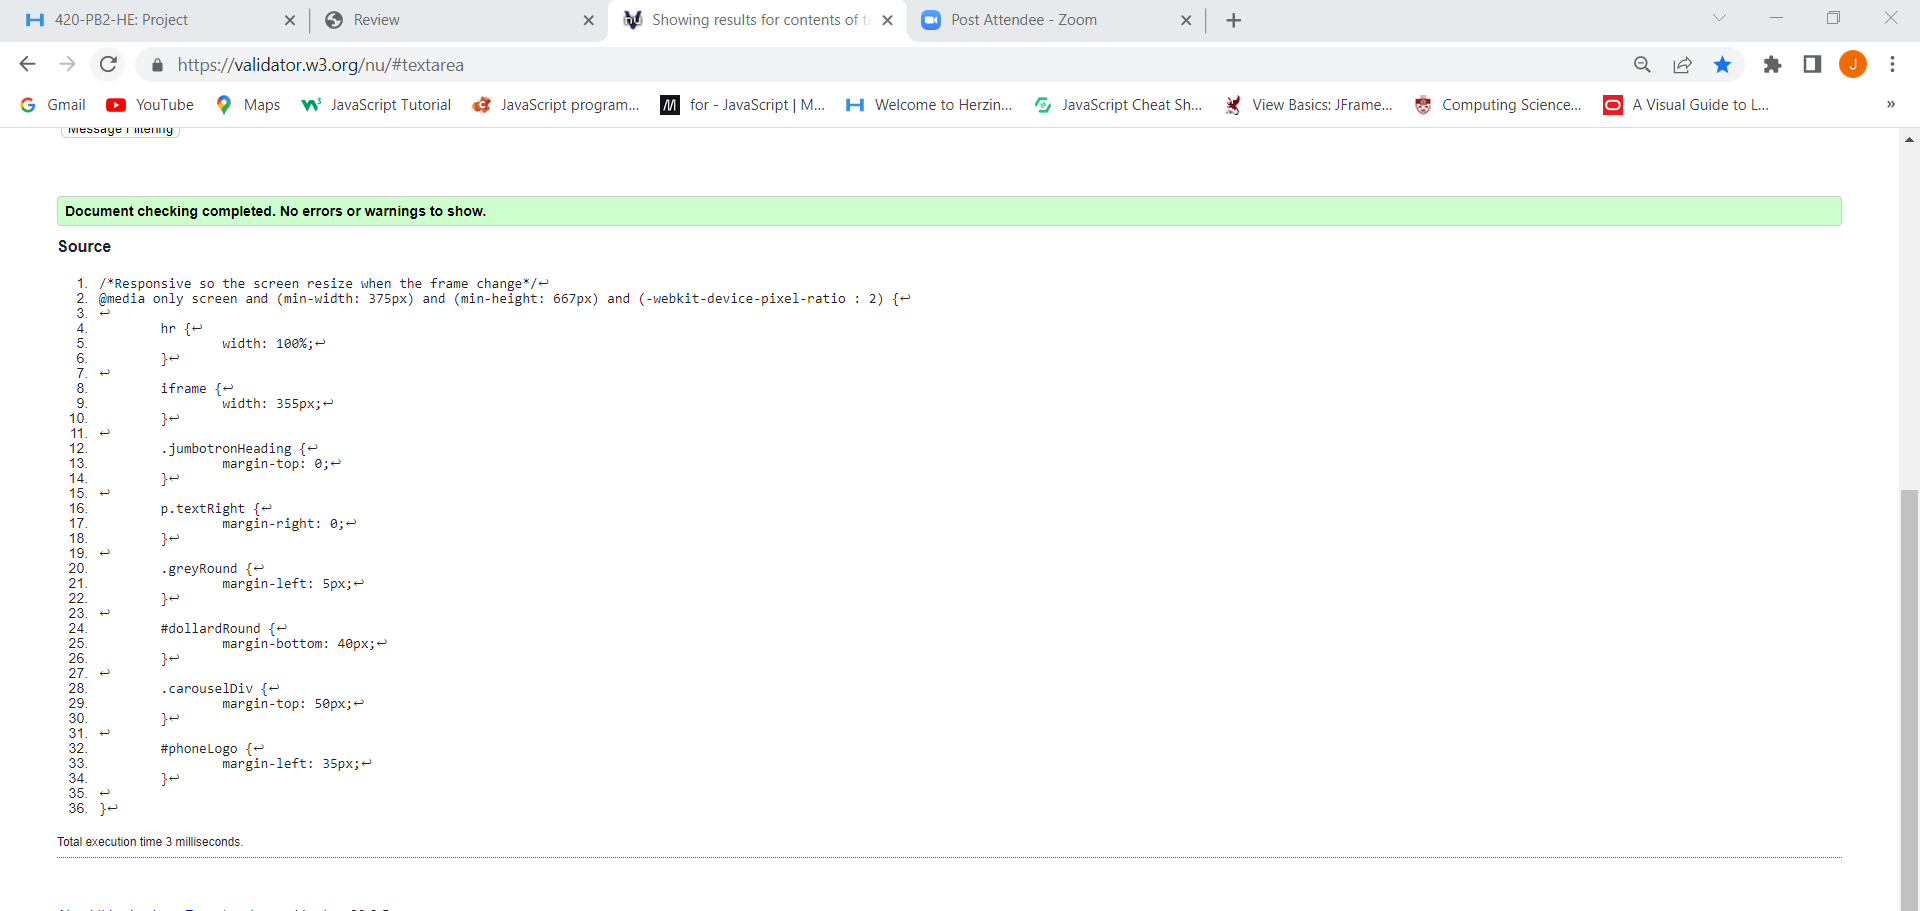 420-PB2-HE: Project
Review
Showing results for contents of te
Post Attendee - Zoom
https://validator.w3.org/nu/#textarea
J
Gmail
YouTube
Maps
JavaScript Tutorial
JavaScript program...
for - JavaScript | M...
Welcome to Herzin...
JavaScript Cheat Sh...
View Basics: JFrame...
Computing Science...
A Visual Guide to L...
»
Message Filtering
Document checking completed. No errors or warnings to show.
Source
1. /*Responsive so the screen resize when the frame change*/↩
2. @media only screen and (min-width: 375px) and (min-height: 667px) and (-webkit-device-pixel-ratio : 2) {↩
3. ↩
4. hr {↩
5. width: 100%;↩
6. }↩
7. ↩
8. iframe {↩
9. width: 355px;↩
10. }↩
11. ↩
12. .jumbotronHeading {↩
13. margin-top: 0;↩
14. }↩
15. ↩
16. p.textRight {↩
17. margin-right: 0;↩
18. }↩
19. ↩
20. .greyRound {↩
21. margin-left: 5px;↩
22. }↩
23. ↩
24. #dollardRound {↩
25. margin-bottom: 40px;↩
26. }↩
27. ↩
28. .carouselDiv {↩
29. margin-top: 50px;↩
30. }↩
31. ↩
32. #phoneLogo {↩
33. margin-left: 35px;↩
34. }↩
35. ↩
36. }↩
Total execution time 3 milliseconds.